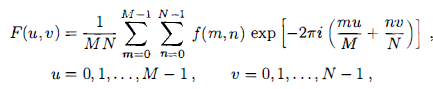 F(u, v) = \frac{1}{MN} \sum_{m=0}^{M-1} \sum_{n=0}^{N-1} f(m, n) \exp \left[ -2\pi i \left( \frac{mu}{M} + \frac{nv}{N} \right) \right] ,
u = 0, 1, \ldots, M - 1 , \quad v = 0, 1, \ldots, N - 1 ,